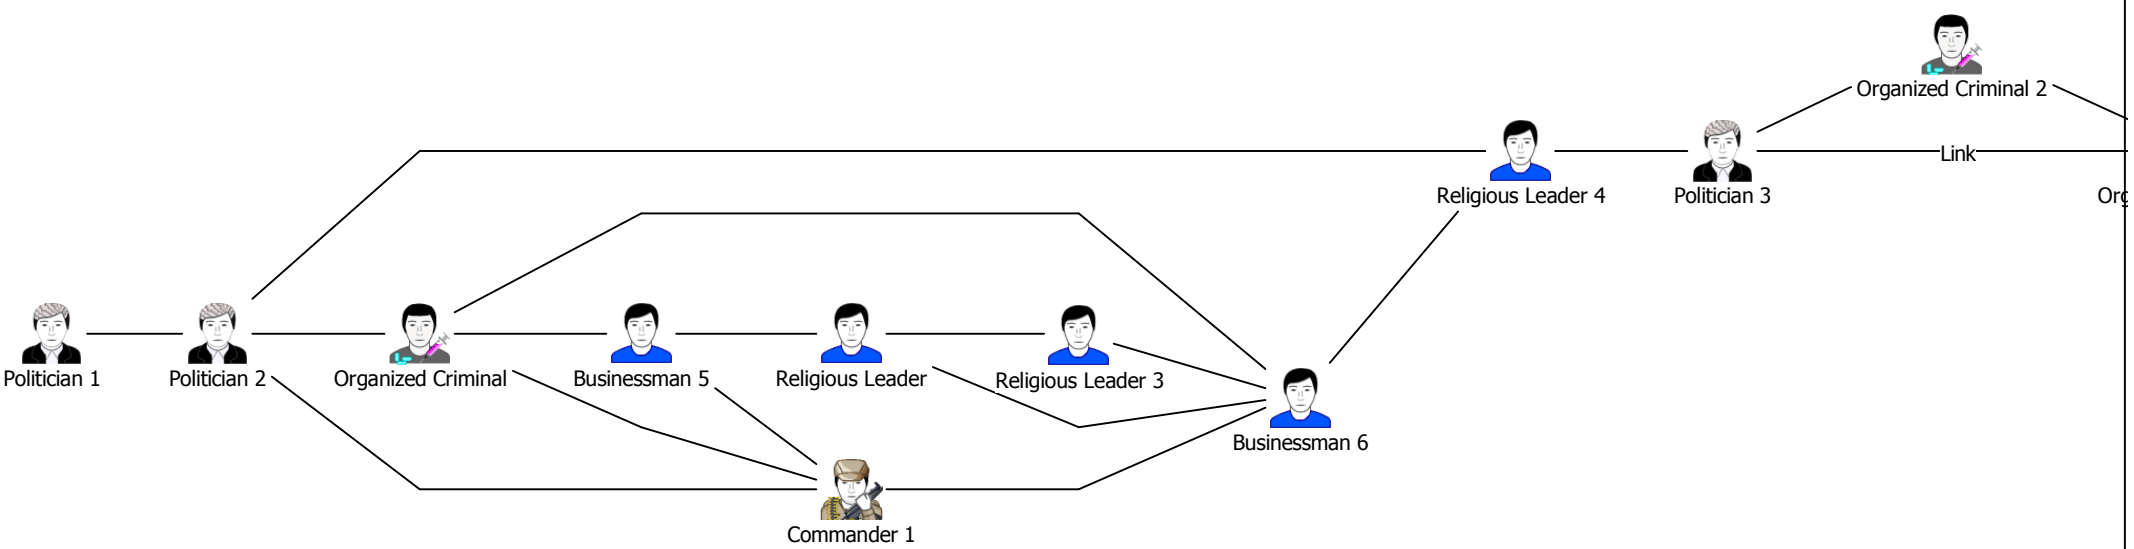 Organized Criminal 2
Link
Religious Leader 4
Politician 3
Politician 1
Politician 2
Organized Criminal
Businessman 5
Religious Leader
Religious Leader 3
Businessman 6
Commander 1